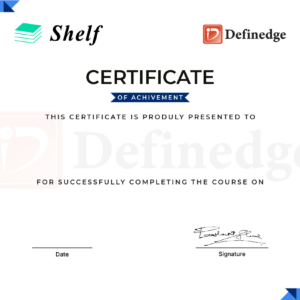 Shelf
Definedge
CERTIFICATE
OF ACHIVEMENT
THIS CERTIFICATE IS PRODULY PRESENTED TO
Definedge
FOR SUCCESSFULLY COMPLETING THE COURSE ON
Date
Signature